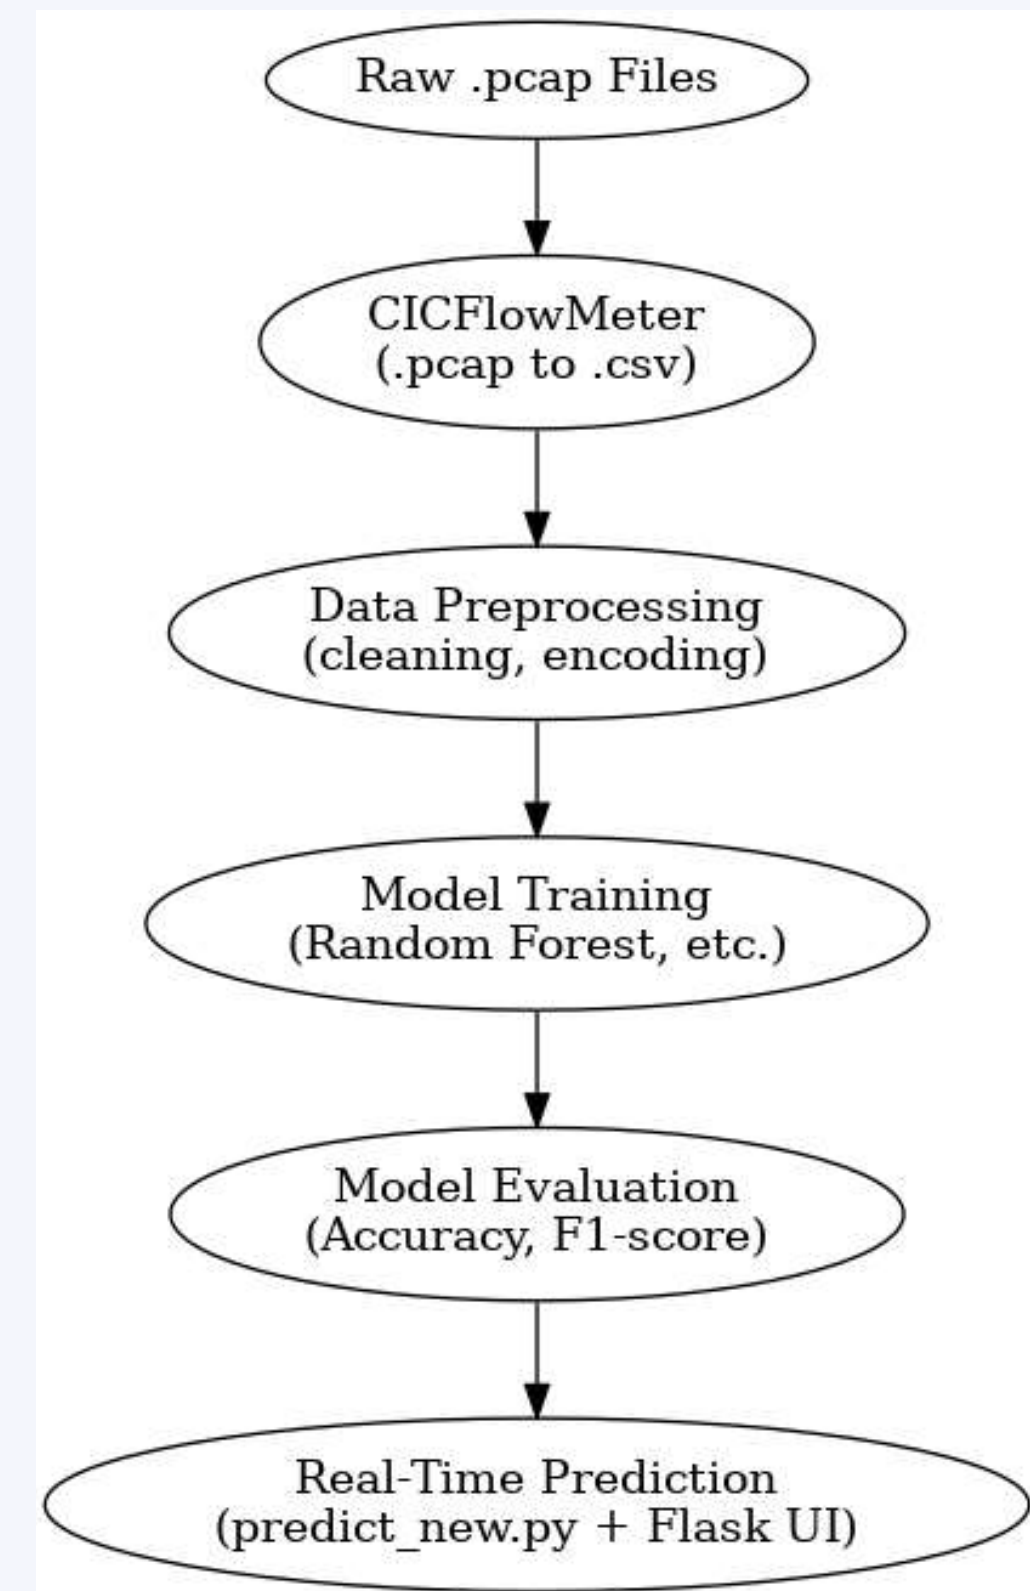 Raw .pcap Files
CICFlowMeter
(.pcap to .csv)
Data Preprocessing
(cleaning, encoding)
Model Training
(Random Forest, etc.)
Model Evaluation
(Accuracy, F1-score)
Real-Time Prediction
(predict_new.py + Flask UI)